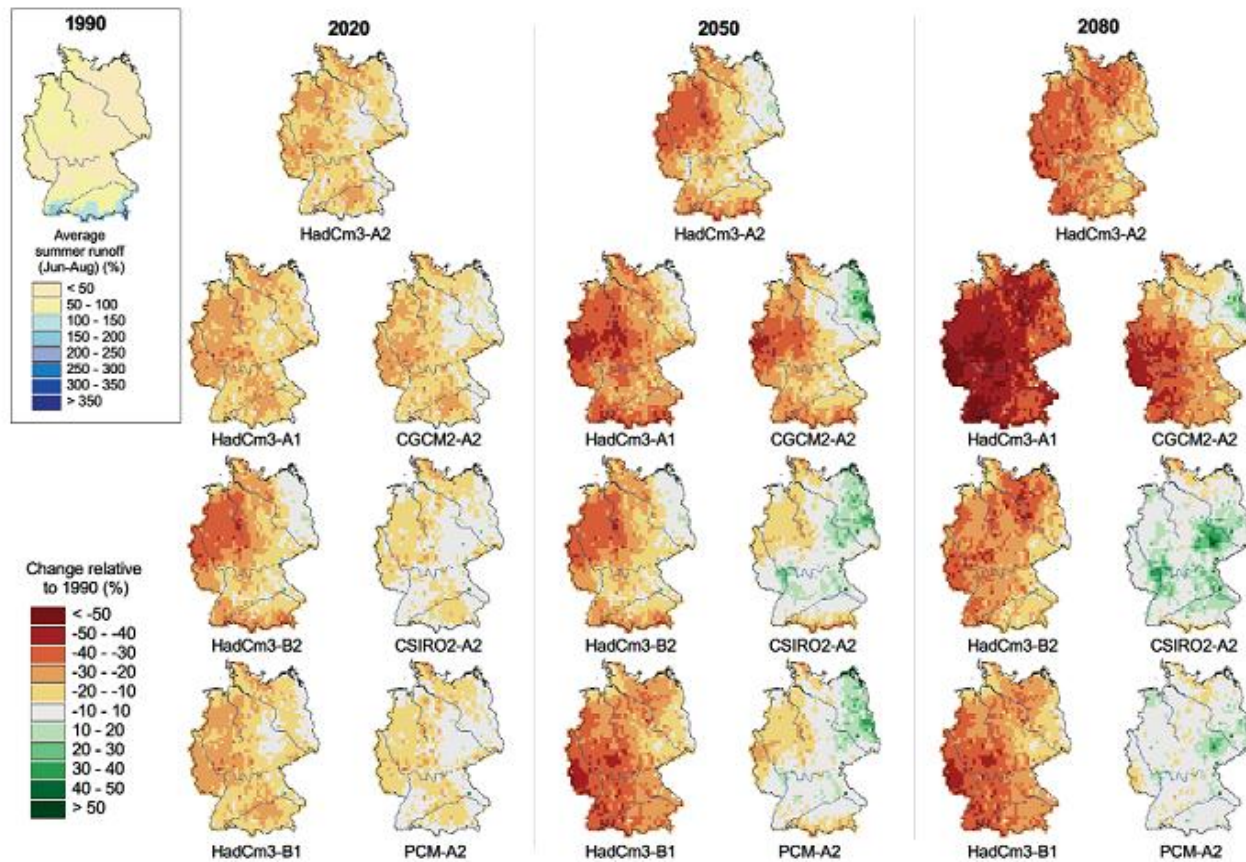 1990
2020
2050
2080
Average
summer runoff
(Jun-Aug) (%)
< 50
50 - 100
100 - 150
150 - 200
200 - 250
250 - 300
300 - 350
> 350
HadCm3-A2
HadCm3-A2
HadCm3-A2
HadCm3-A1
CGCM2-A2
HadCm3-A1
CGCM2-A2
HadCm3-A1
CGCM2-A2
Change relative
to 1990 (%)
< -50
-50 - -40
-40 - -30
-30 - -20
-20 - -10
-10 - 10
10 - 20
20 - 30
30 - 40
40 - 50
> 50
HadCm3-B2
CSIRO2-A2
HadCm3-B2
CSIRO2-A2
HadCm3-B2
CSIRO2-A2
HadCm3-B1
PCM-A2
HadCm3-B1
PCM-A2
HadCm3-B1
PCM-A2